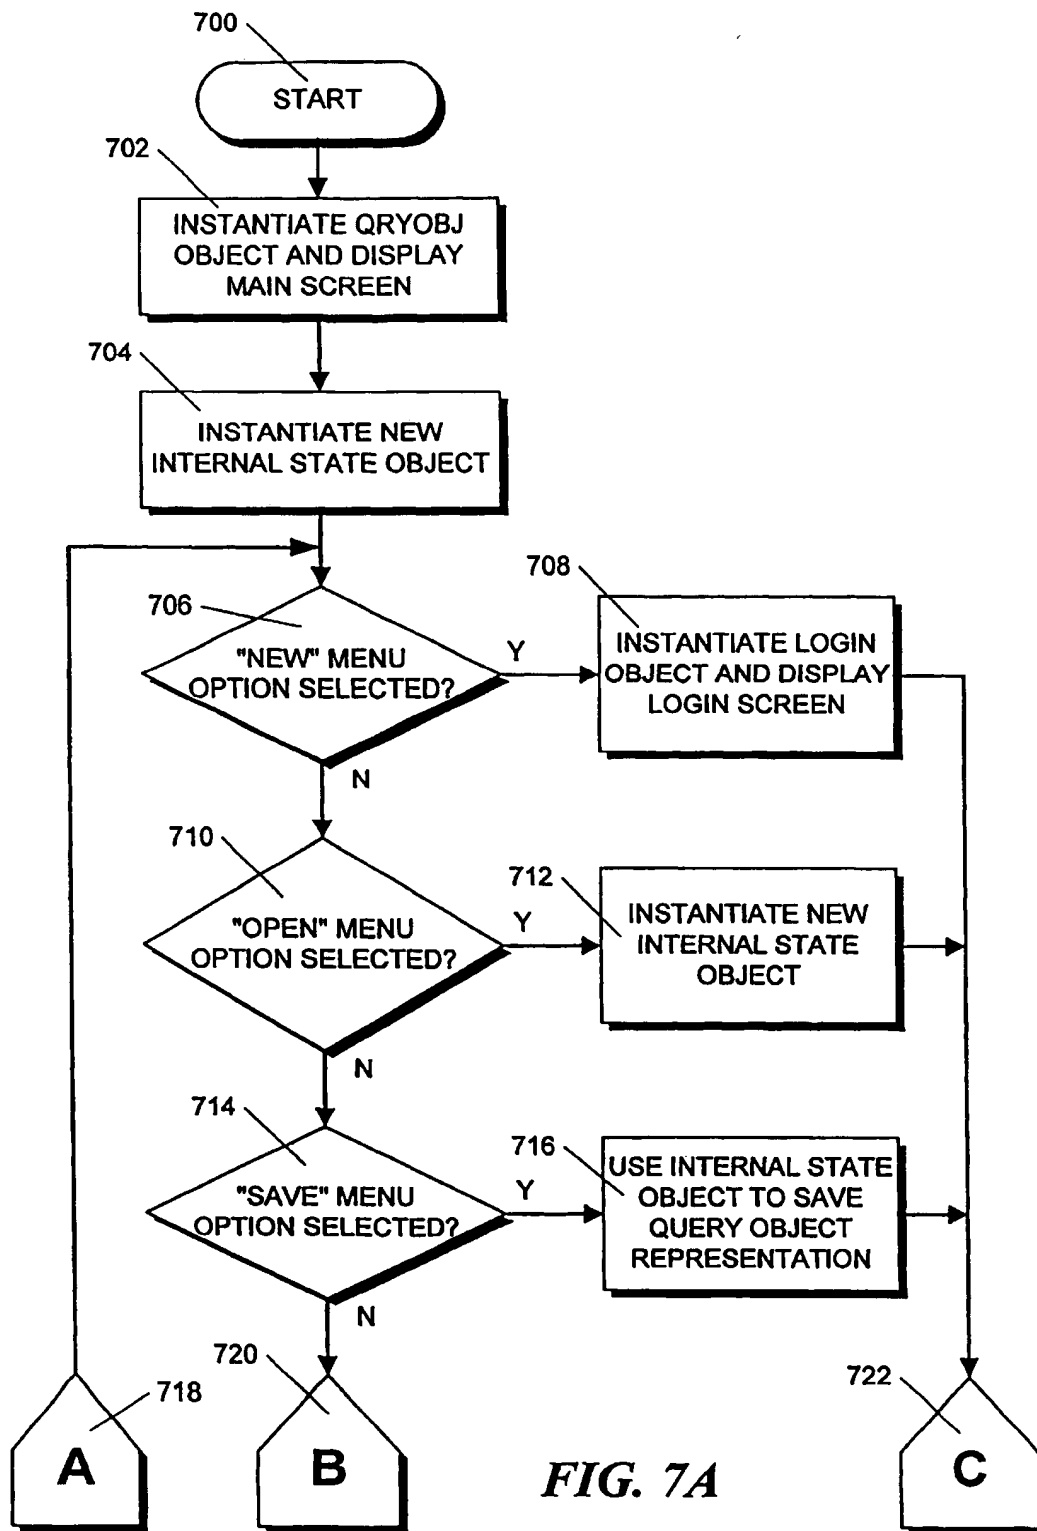 700
START
702
INSTANTIATE QRYOBJ
OBJECT AND DISPLAY
MAIN SCREEN
704
INSTANTIATE NEW
INTERNAL STATE OBJECT
706
"NEW" MENU
OPTION SELECTED?
Y
N
708
INSTANTIATE LOGIN
OBJECT AND DISPLAY
LOGIN SCREEN
710
"OPEN" MENU
OPTION SELECTED?
Y
N
712
INSTANTIATE NEW
INTERNAL STATE
OBJECT
714
"SAVE" MENU
OPTION SELECTED?
Y
N
716
USE INTERNAL STATE
OBJECT TO SAVE
QUERY OBJECT
REPRESENTATION
718
A
720
B
722
C
FIG. 7A